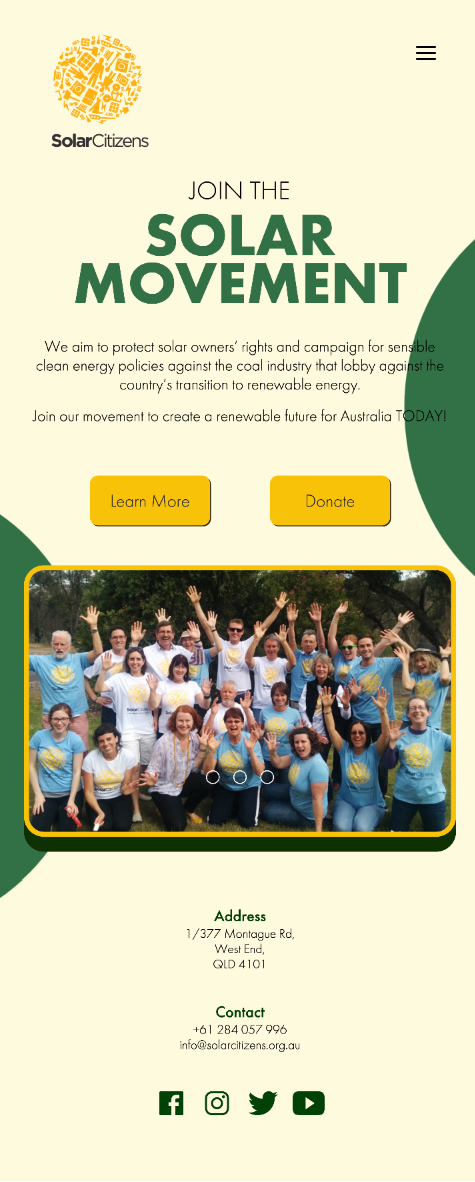 SolarCitizens
JOIN THE
SOLAR
MOVEMENT
We aim to protect solar owners' rights and campaign for sensible
clean energy policies against the coal industry that lobby against the
country's transition to renewable energy.
Join our movement to create a renewable future for Australia TODAY!
Learn More
Donate
Address
1/377 Montague Rd,
West End,
QLD 4101
Contact
+61 284 057 996
info@solarcitizens.org.au